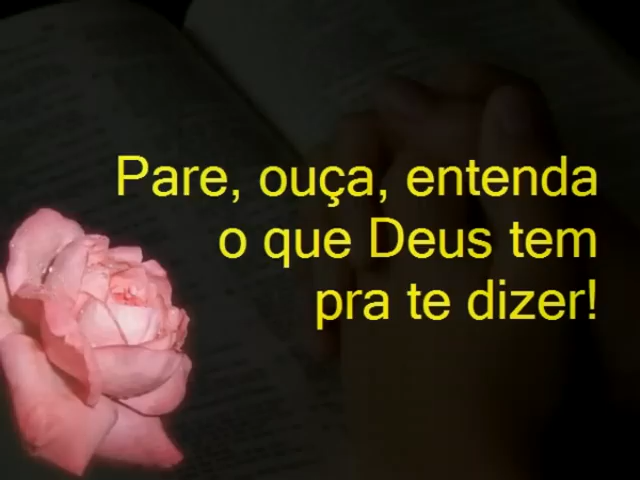 Pare, ouça, entenda
o que Deus tem
pra te dizer!